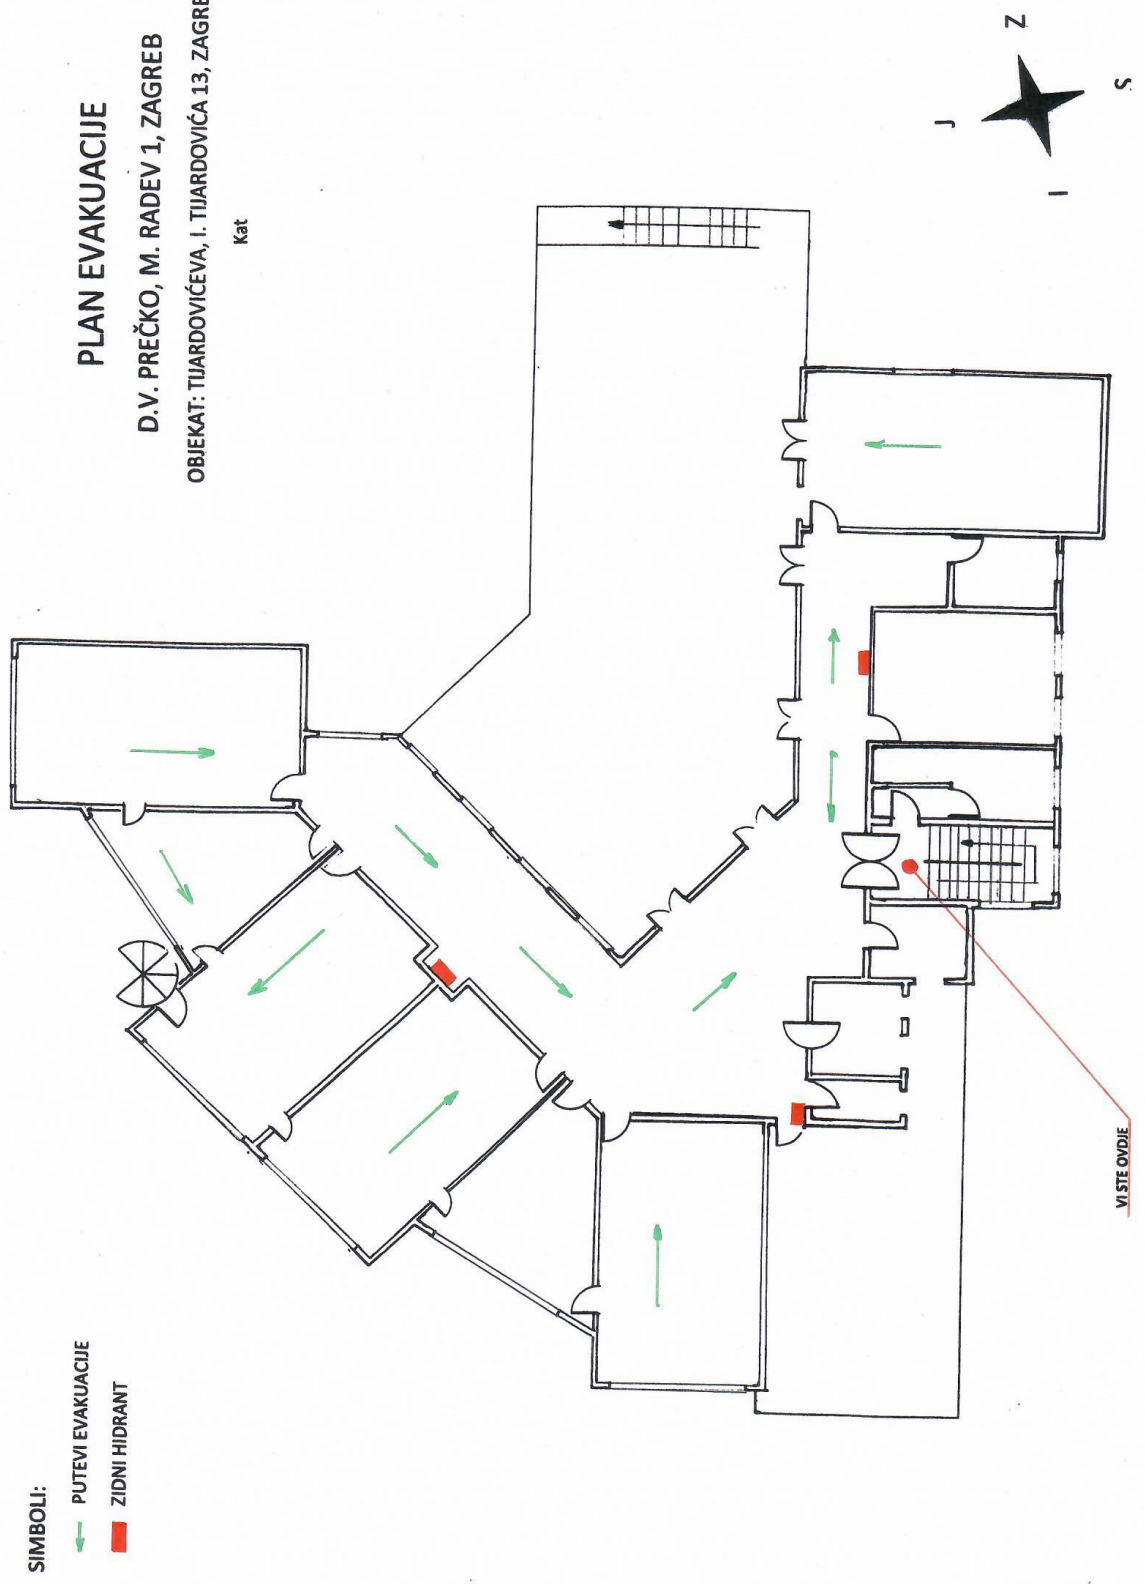 PLAN EVAKUACIJE
D.V. PREČKO, M. RADEV 1, ZAGREB
OBJEKAT: TIJARDOVIĆEVA, I. TIJARDOVIĆA 13, ZAGRE
Kat
SIMBOLI:
PUTEVI EVAKUACIJE
ZIDNI HIDRANT
J
Z
I
S
VI STE OVDJE